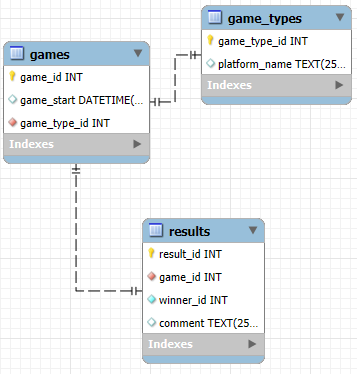 game_types
game_type_id INT
platform_name TEXT(25...
Indexes
games
game_id INT
game_start DATETIME(...
game_type_id INT
Indexes
results
result_id INT
game_id INT
winner_id INT
comment TEXT(25...
Indexes